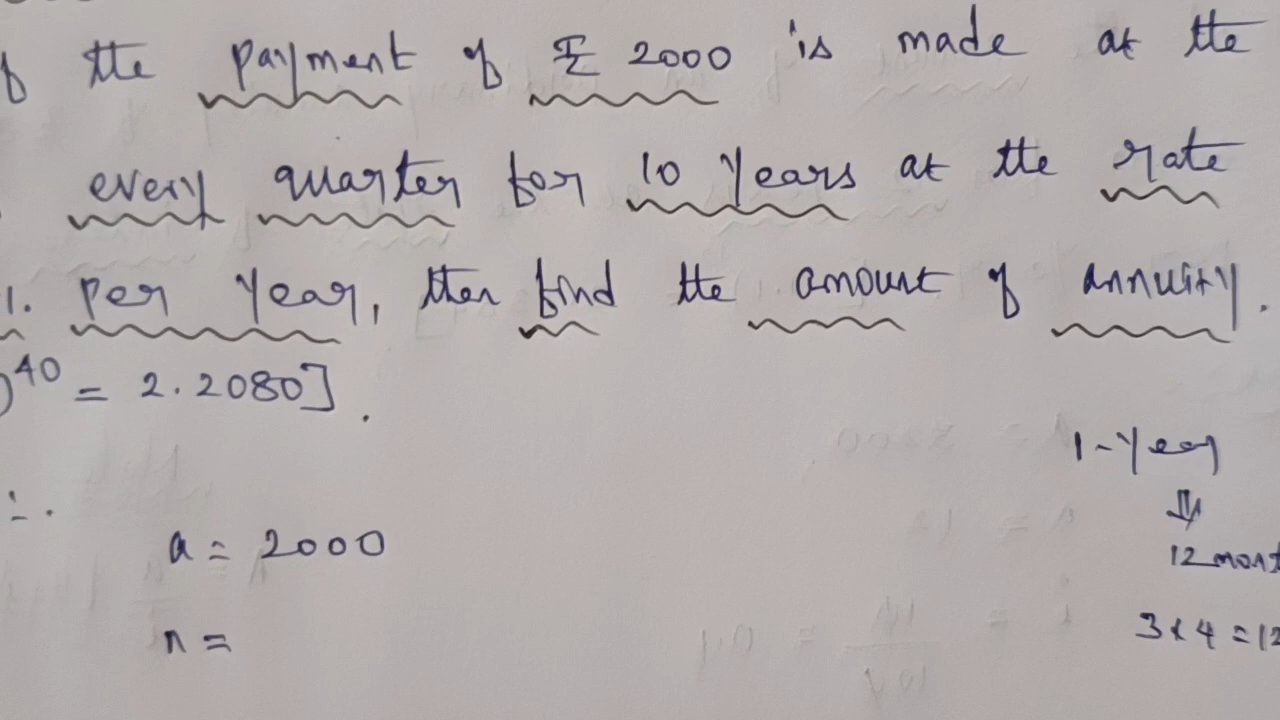 the payment of ₹ 2000 is made at the
every quarter for 10 years at the rate
per year, then find the amount of annuity.
)⁴⁰ = 2.2080].
1-year
⇓
a = 2000
12 mont
n =
3 x 4 = 12